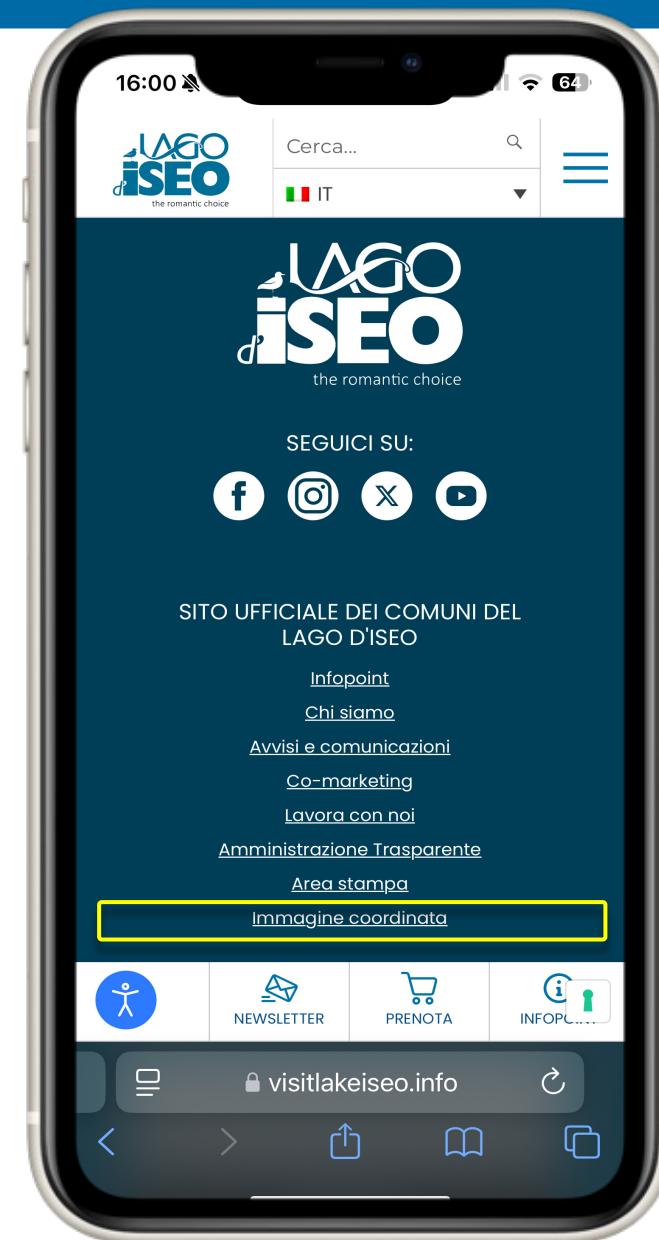 16:00
64
LAGO
d'ISEO
the romantic choice
Cerca...
IT
LAGO
d'ISEO
the romantic choice
SEGUICI SU:
SITO UFFICIALE DEI COMUNI DEL
LAGO D'ISEO
Infopoint
Chi siamo
Avvisi e comunicazioni
Co-marketing
Lavora con noi
Amministrazione Trasparente
Area stampa
Immagine coordinata
NEWSLETTER
PRENOTA
visitlakeiseo.info